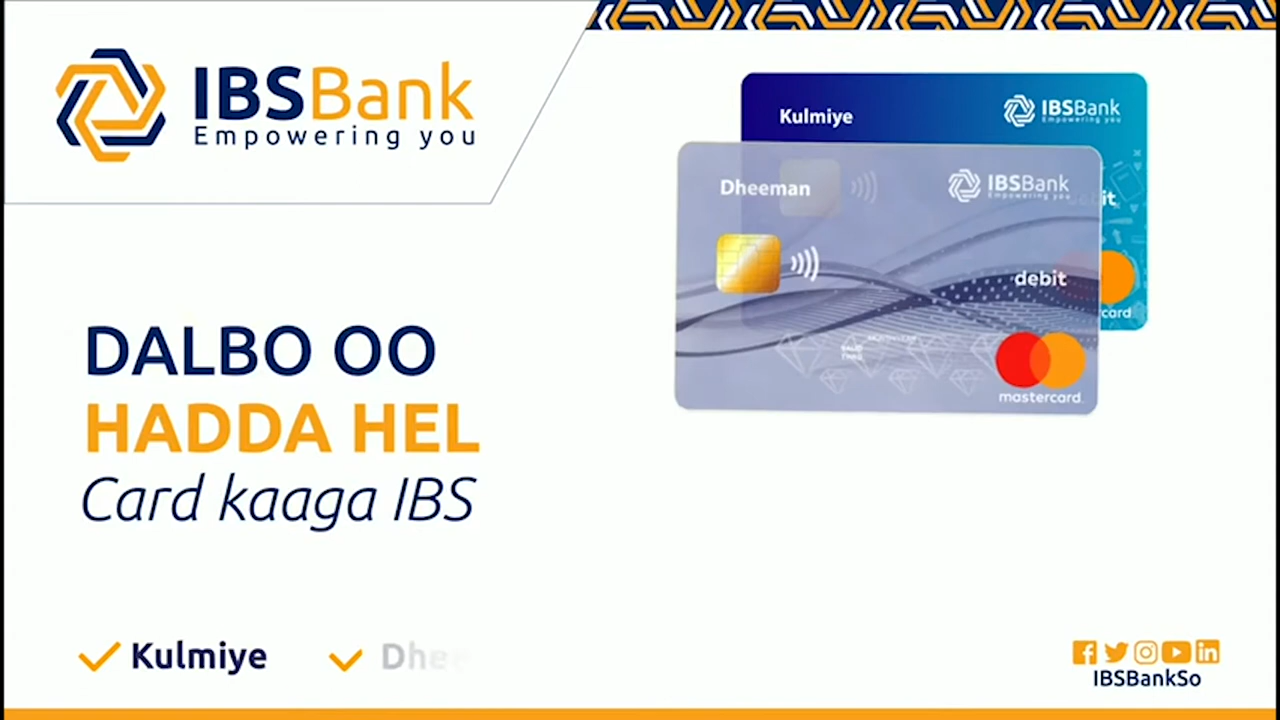 IBSBank
Empowering you
Kulmiye
IBSBank
Empowering you
Dheeman
IBSBank
Empowering you
debit
mastercard
DALBO OO
HADDA HEL
Card kaaga IBS
Kulmiye
IBSBankSo